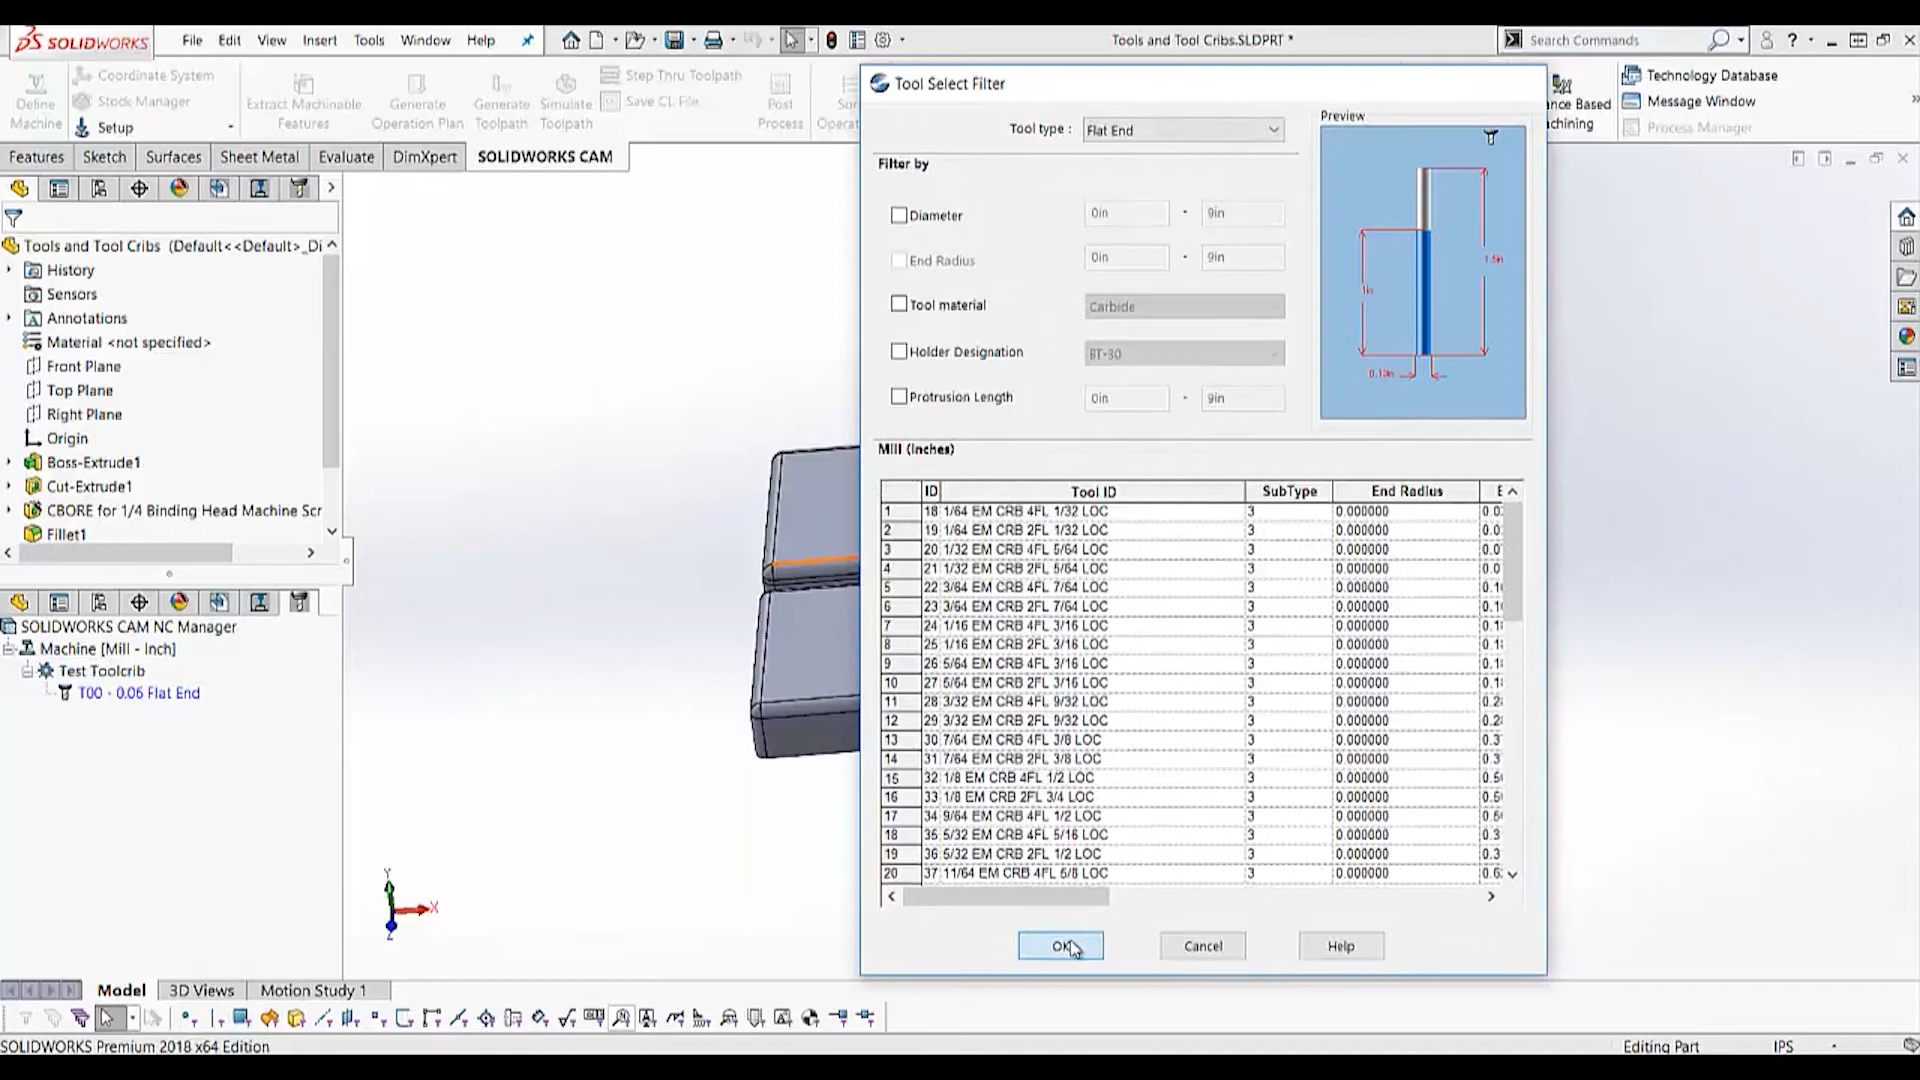 SOLIDWORKS File Edit View Insert Tools Window Help Tools and Tool Cribs.SLDPRT * Search Commands ?
Define Machine
Coordinate System
Stock Manager
Setup
Extract Machinable Features
Generate Operation Plan
Generate Toolpath
Simulate Toolpath
Step Thru Toolpath
Save CL File
Post Process
Technology Database
Message Window
Process Manager
Features Sketch Surfaces Sheet Metal Evaluate DimXpert SOLIDWORKS CAM
Tools and Tool Cribs (Default<<Default>_Di
History
Sensors
Annotations
Material <not specified>
Front Plane
Top Plane
Right Plane
Origin
Boss-Extrude1
Cut-Extrude1
CBORE for 1/4 Binding Head Machine Scr
Fillet1
SOLIDWORKS CAM NC Manager
Machine [Mill - Inch]
Test Toolcrib
T00 - 0.06 Flat End
Y
X
Z
Tool Select Filter
Tool type : Flat End
Filter by
Diameter 0in - 9in
End Radius 0in - 9in
Tool material Carbide
Holder Designation BT-30
Protrusion Length 0in - 9in
Preview
1.5in
1in
Mill (Inches)
ID Tool ID SubType End Radius
1 18 1/64 EM CRB 4FL 1/32 LOC 3 0.000000
2 19 1/64 EM CRB 2FL 1/32 LOC 3 0.000000
3 20 1/32 EM CRB 4FL 5/64 LOC 3 0.000000
4 21 1/32 EM CRB 2FL 5/64 LOC 3 0.000000
5 22 3/64 EM CRB 4FL 7/64 LOC 3 0.000000
6 23 3/64 EM CRB 2FL 7/64 LOC 3 0.000000
7 24 1/16 EM CRB 4FL 3/16 LOC 3 0.000000
8 25 1/16 EM CRB 2FL 3/16 LOC 3 0.000000
9 26 5/64 EM CRB 4FL 3/16 LOC 3 0.000000
10 27 5/64 EM CRB 2FL 3/16 LOC 3 0.000000
11 28 3/32 EM CRB 4FL 9/32 LOC 3 0.000000
12 29 3/32 EM CRB 2FL 9/32 LOC 3 0.000000
13 30 7/64 EM CRB 4FL 3/8 LOC 3 0.000000
14 31 7/64 EM CRB 2FL 3/8 LOC 3 0.000000
15 32 1/8 EM CRB 4FL 1/2 LOC 3 0.000000
16 33 1/8 EM CRB 2FL 3/4 LOC 3 0.000000
17 34 9/64 EM CRB 4FL 1/2 LOC 3 0.000000
18 35 5/32 EM CRB 4FL 5/16 LOC 3 0.000000
19 36 5/32 EM CRB 2FL 1/2 LOC 3 0.000000
20 37 11/64 EM CRB 4FL 5/8 LOC 3 0.000000
OK Cancel Help
Model 3D Views Motion Study 1
SOLIDWORKS Premium 2018 x64 Edition Editing Part IPS